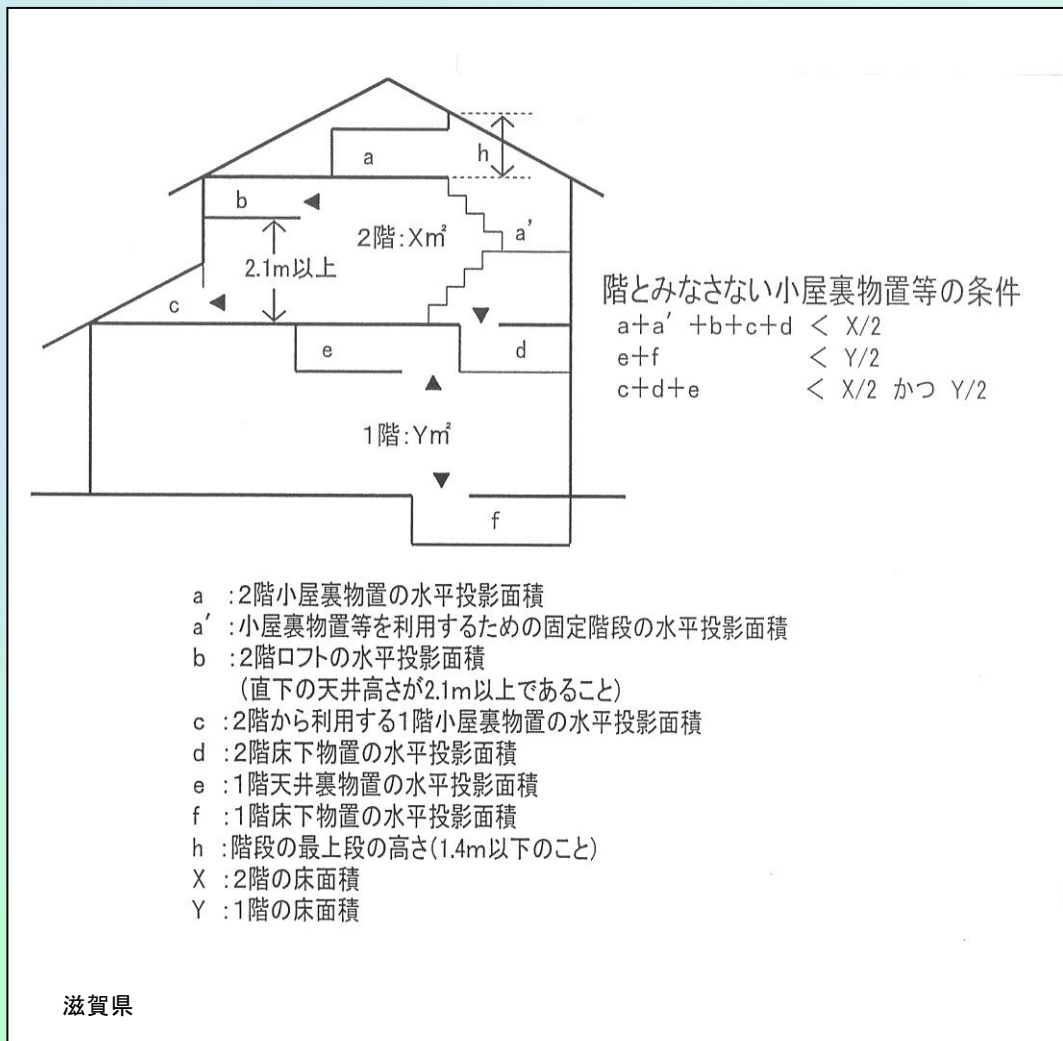 a
h
b
2階:Xm²
a'
2.1m以上
c
e
d
1階:Ym²
f
階とみなさない小屋裏物置等の条件
a+a'+b+c+d < X/2
e+f < Y/2
c+d+e < X/2 かつ Y/2
a :2階小屋裏物置の水平投影面積
a' :小屋裏物置等を利用するための固定階段の水平投影面積
b :2階ロフトの水平投影面積
(直下の天井高さが2.1m以上であること)
c :2階から利用する1階小屋裏物置の水平投影面積
d :2階床下物置の水平投影面積
e :1階天井裏物置の水平投影面積
f :1階床下物置の水平投影面積
h :階段の最上段の高さ(1.4m以下のこと)
X :2階の床面積
Y :1階の床面積
滋賀県